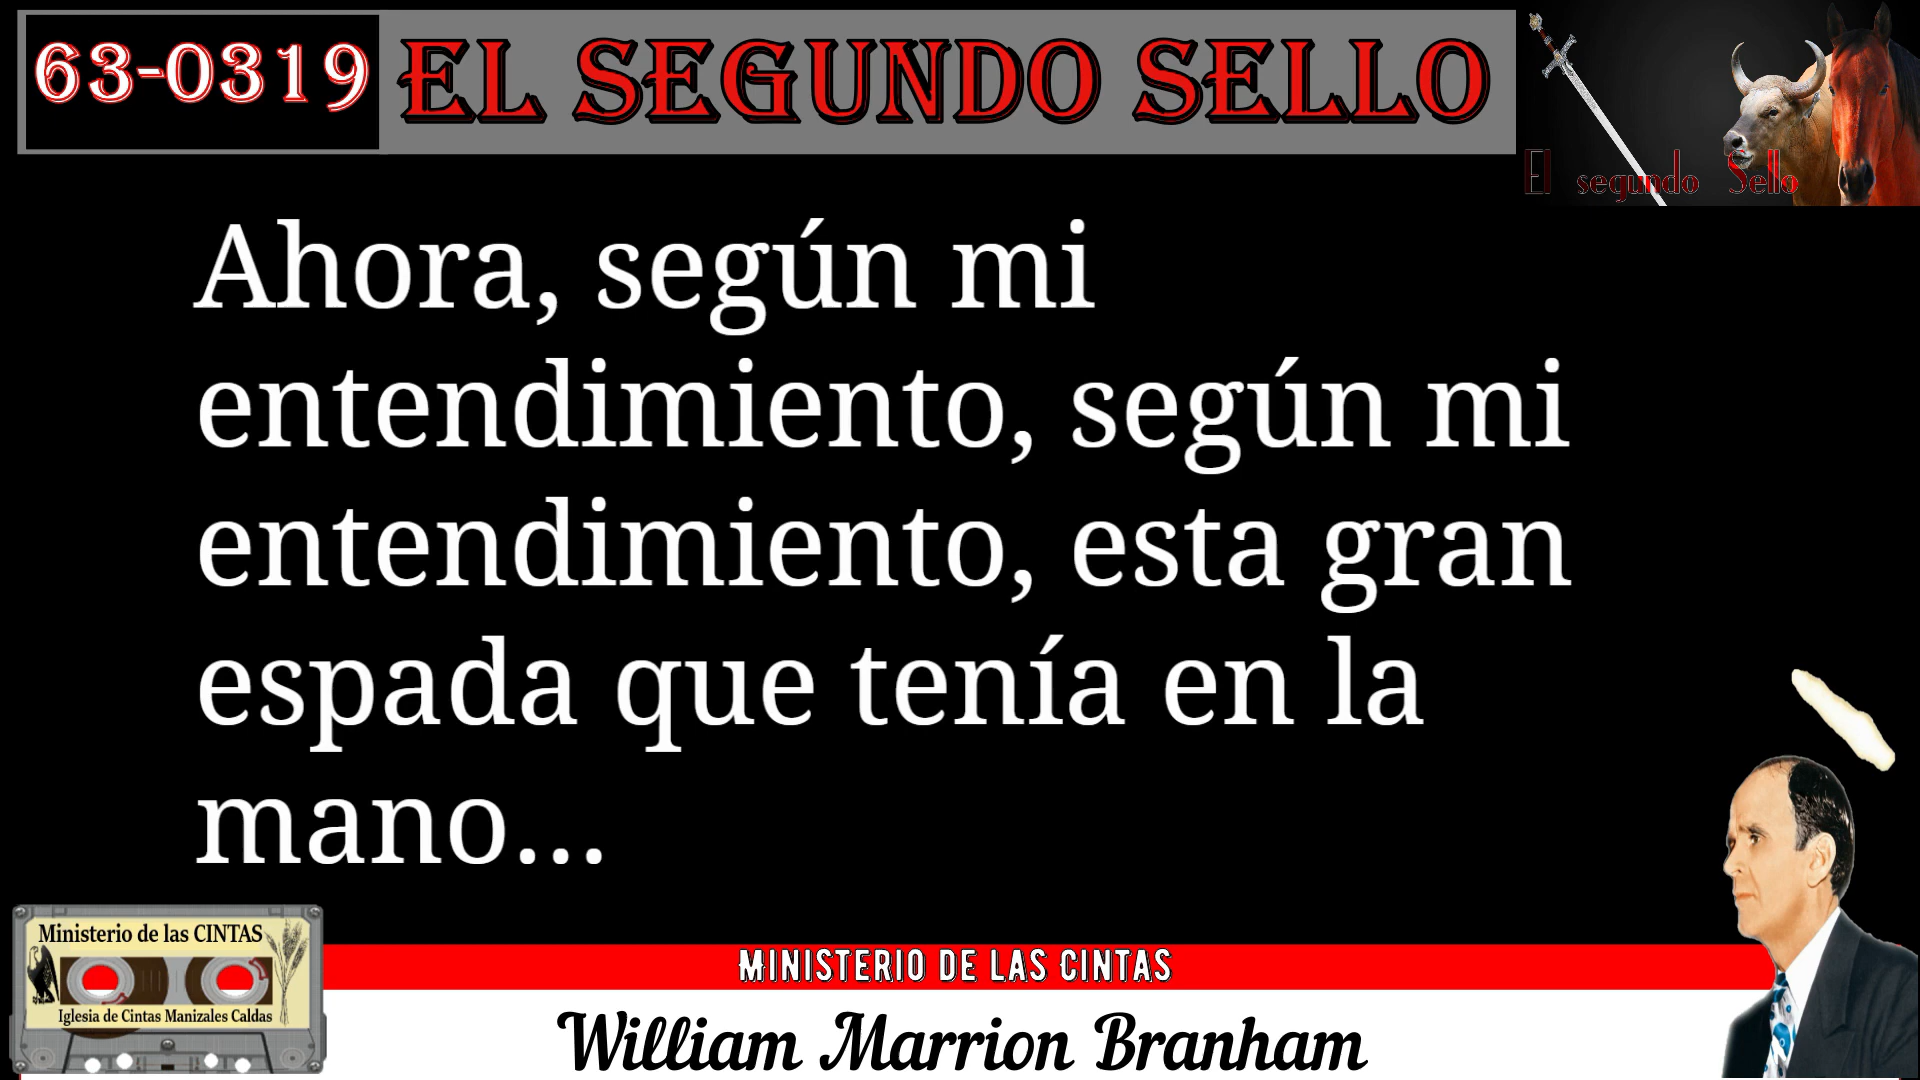 63-0319
EL SEGUNDO SELLO
El segundo Sello
Ahora, según mi
entendimiento, según mi
entendimiento, esta gran
espada que tenía en la
mano...
Ministerio de las CINTAS
Iglesia de Cintas Manizales Caldas
MINISTERIO DE LAS CINTAS
William Marrion Branham